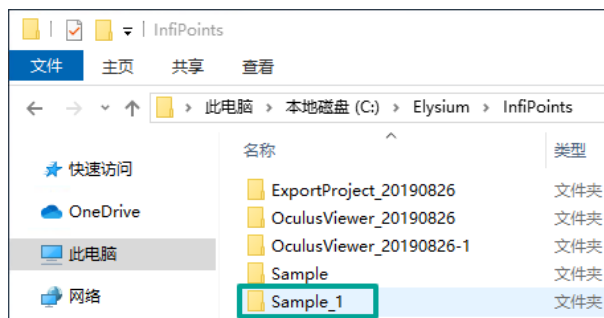 InfiPoints
文件 主页 共享 查看
此电脑 > 本地磁盘 (C:) > Elysium > InfiPoints
名称 类型
快速访问
OneDrive
此电脑
网络
ExportProject_20190826 文件夹
OculusViewer_20190826 文件夹
OculusViewer_20190826-1 文件夹
Sample 文件夹
Sample_1 文件夹